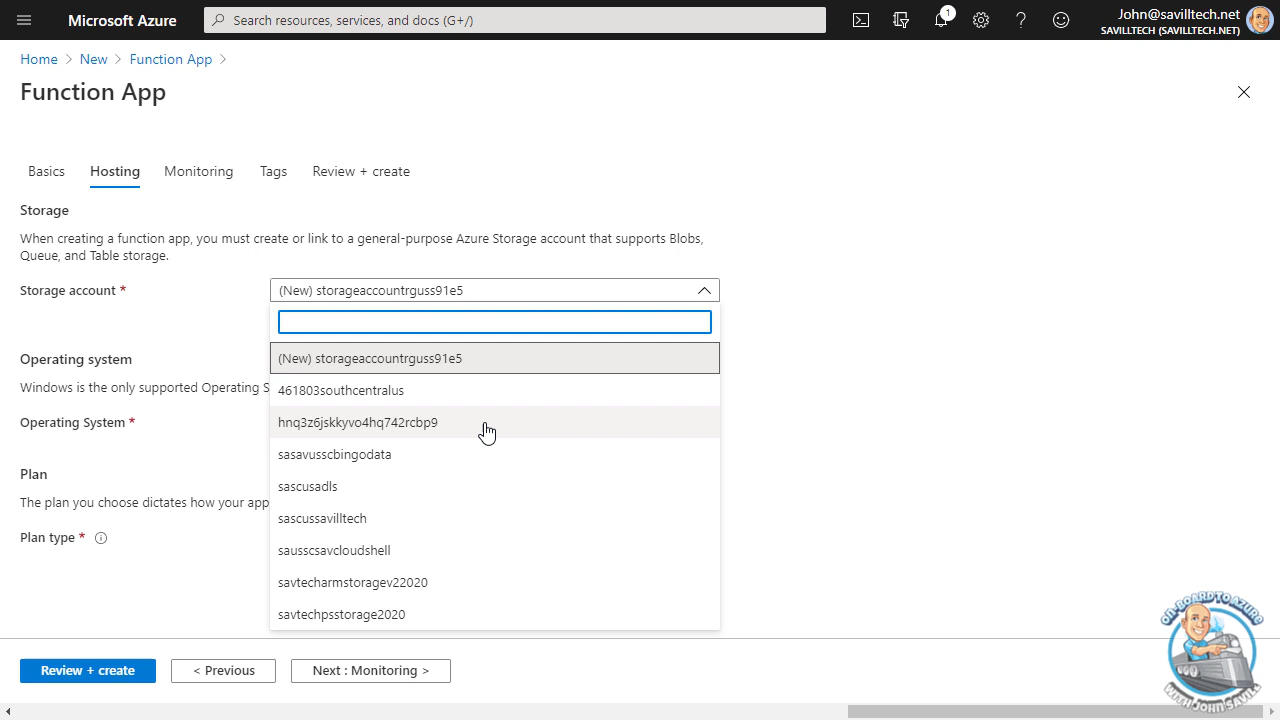 Microsoft Azure
Search resources, services, and docs (G+/)
1
John@savilltech.net
SAVILLTECH (SAVILLTECH.NET)
Home > New > Function App >
Function App
Basics
Hosting
Monitoring
Tags
Review + create
Storage
When creating a function app, you must create or link to a general-purpose Azure Storage account that supports Blobs,
Queue, and Table storage.
Storage account *
(New) storageaccountrguss91e5
(New) storageaccountrguss91e5
461803southcentralus
hnq3z6jskkyvo4hq742rcbp9
sasavusscbingodata
sascusadls
sascussavilltech
sausscsavcloudshell
savtecharmstoragev22020
savtechpsstorage2020
Operating system
Windows is the only supported Operating S
Operating System *
Plan
The plan you choose dictates how your app
Plan type *
Review + create
< Previous
Next : Monitoring >
ON-BOARD TO AZURE
WITH JOHN SAVILL